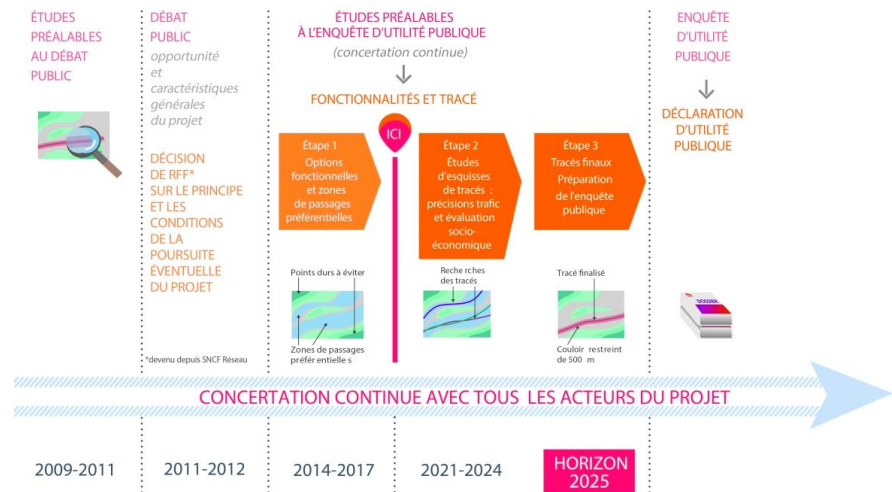 ÉTUDES
PRÉALABLES
AU DÉBAT
PUBLIC
DÉBAT
PUBLIC
opportunité
et
caractéristiques
générales
du projet
DÉCISION
DE RFF*
SUR LE PRINCIPE
ET LES
CONDITIONS
DE LA
POURSUITE
ÉVENTUELLE
DU PROJET
*devenu depuis SNCF Réseau
ÉTUDES PRÉALABLES
À L'ENQUÊTE D'UTILITÉ PUBLIQUE
(concertation continue)
FONCTIONNALITÉS ET TRACÉ
ICI
Étape 1
Options
fonctionnelles
et zones
de passages
préférentielles
Points durs à éviter
Zones de passages
préfér entielle s
Étape 2
Études
d'esquisses
de tracés :
précisions trafic
et évaluation
socio-
économique
Reche rches
des tracés
Étape 3
Tracés finaux
Préparation
de l'enquête
publique
Tracé finalisé
Couloir restreint
de 500 m
ENQUÊTE
D'UTILITÉ
PUBLIQUE
DÉCLARATION
D'UTILITÉ
PUBLIQUE
DOSSIER
CONCERTATION CONTINUE AVEC TOUS LES ACTEURS DU PROJET
2009-2011
2011-2012
2014-2017
2021-2024
HORIZON
2025